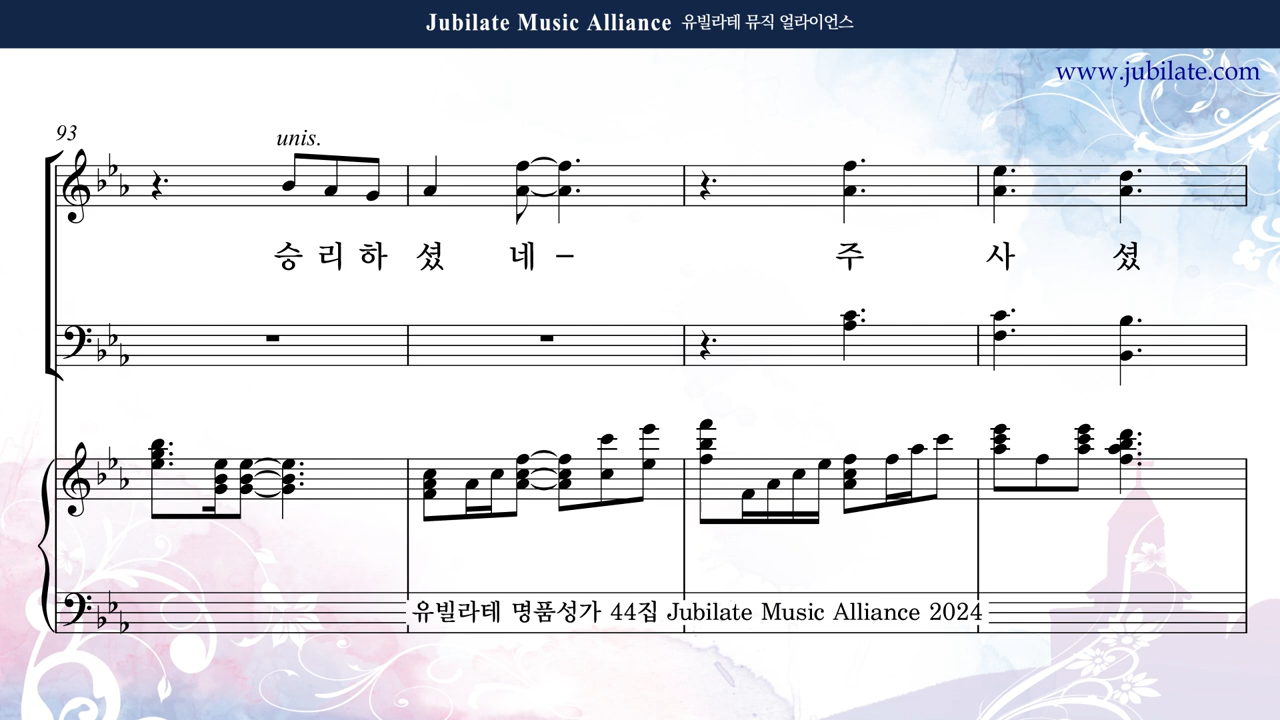 Jubilate Music Alliance 유빌라테 뮤직 얼라이언스
www.jubilate.com
93
unis.
승 리 하 셨 네 – 주 사 셨
유빌라테 명품성가 44집 Jubilate Music Alliance 2024